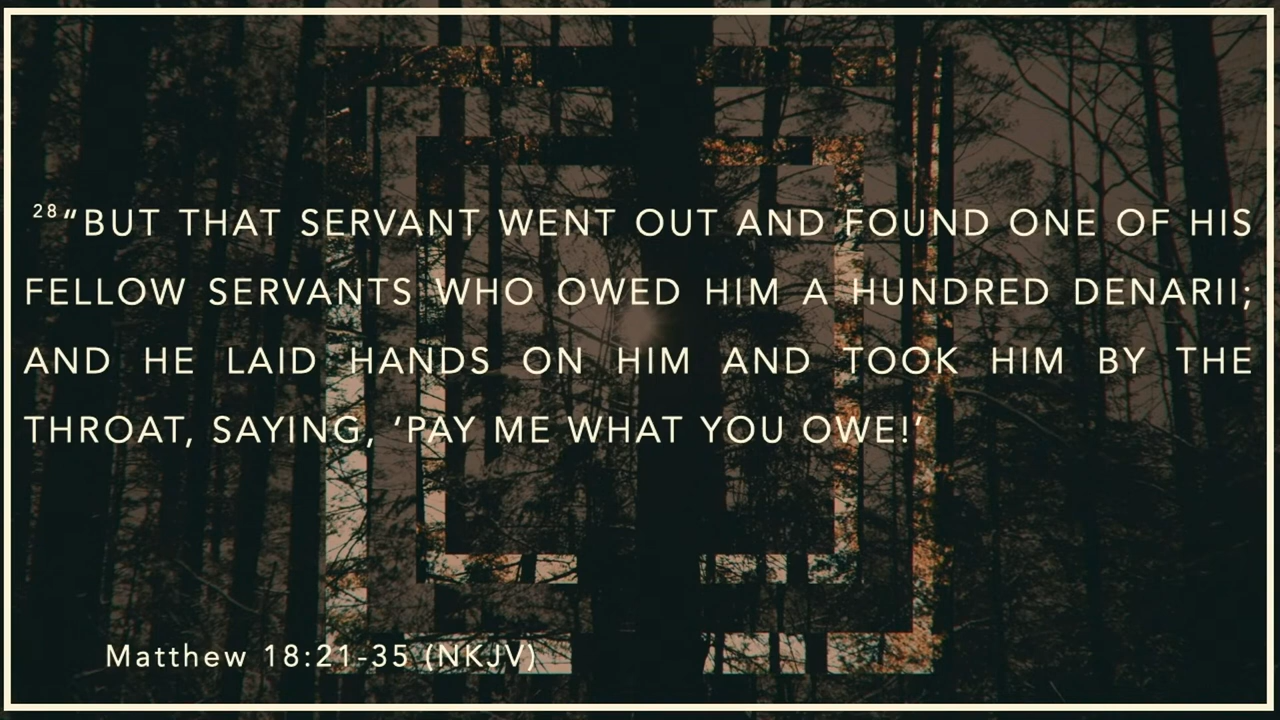 28“BUT THAT SERVANT WENT OUT AND FOUND ONE OF HIS
FELLOW SERVANTS WHO OWED HIM A HUNDRED DENARII;
AND HE LAID HANDS ON HIM AND TOOK HIM BY THE
THROAT, SAYING, ‘PAY ME WHAT YOU OWE!’
Matthew 18:21-35 (NKJV)